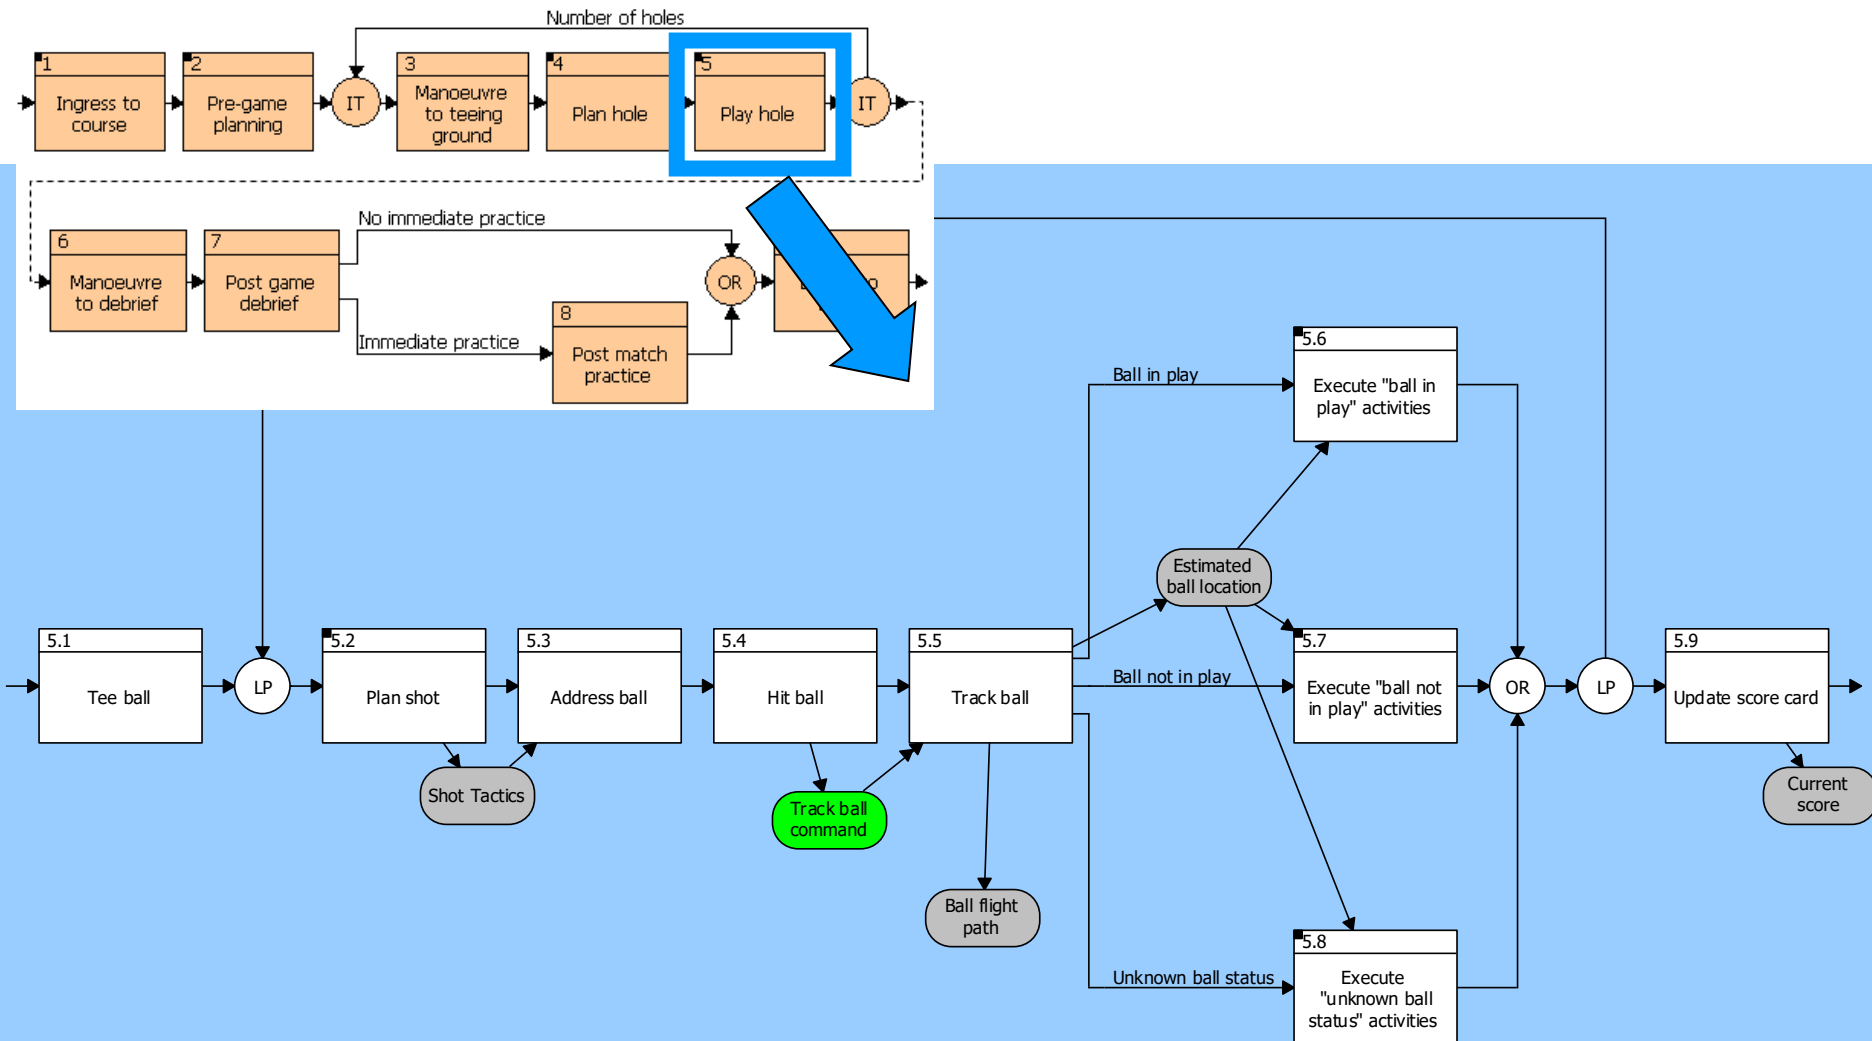 Number of holes
1
Ingress to
course
2
Pre-game
planning
IT
3
Manoeuvre
to teeing
ground
4
Plan hole
5
Play hole
IT
6
Manoeuvre
to debrief
7
Post game
debrief
No immediate practice
Immediate practice
8
Post match
practice
OR
5.1
Tee ball
LP
5.2
Plan shot
Shot Tactics
5.3
Address ball
5.4
Hit ball
Track ball
command
5.5
Track ball
Ball flight
path
Estimated
ball location
Ball in play
5.6
Execute "ball in
play" activities
Ball not in play
5.7
Execute "ball not
in play" activities
Unknown ball status
5.8
Execute
"unknown ball
status" activities
OR
LP
5.9
Update score card
Current
score